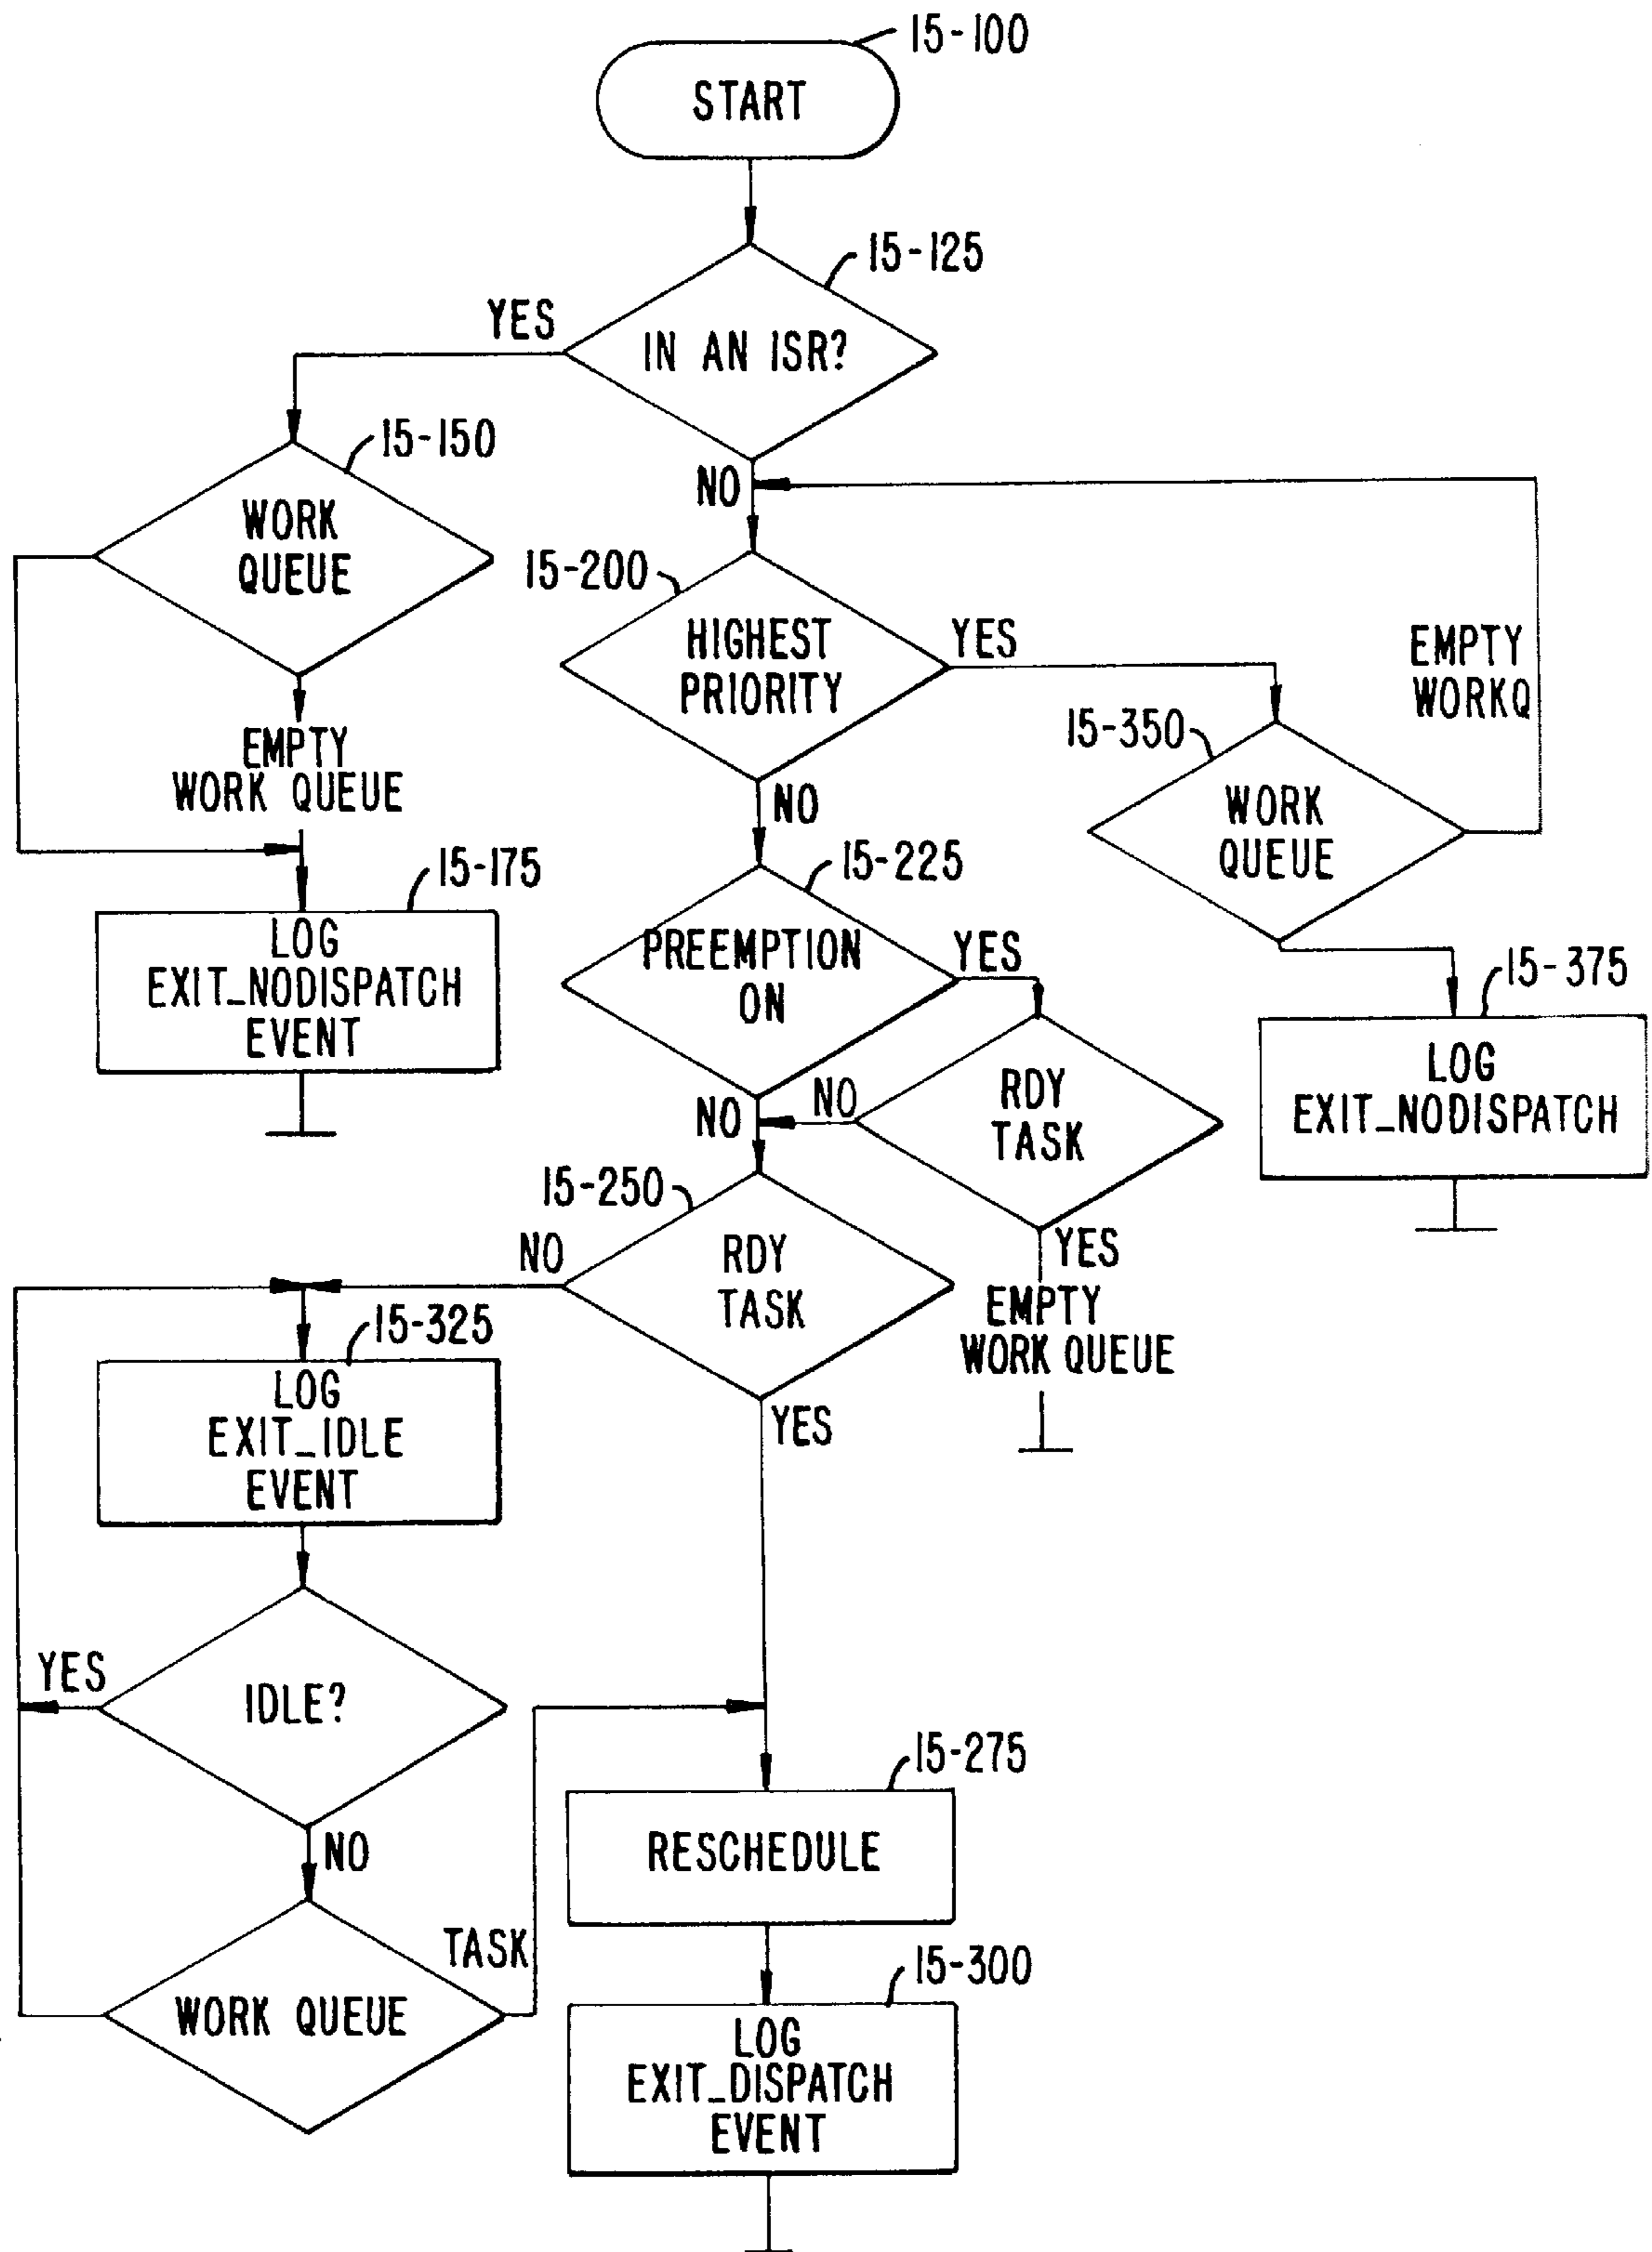 15-100
START
15-125
YES
IN AN ISR?
15-150
NO
WORK
QUEUE
15-200
HIGHEST
PRIORITY
YES
EMPTY
WORKQ
15-350
WORK
QUEUE
EMPTY
WORK QUEUE
NO
15-175
LOG
EXIT_NODISPATCH
EVENT
15-225
PREEMPTION
ON
YES
15-375
LOG
EXIT_NODISPATCH
NO
NO
RDY
TASK
15-250
NO
RDY
TASK
YES
EMPTY
WORK QUEUE
15-325
LOG
EXIT_IDLE
EVENT
YES
YES
IDLE?
15-275
RESCHEDULE
NO
TASK
WORK QUEUE
15-300
LOG
EXIT_DISPATCH
EVENT